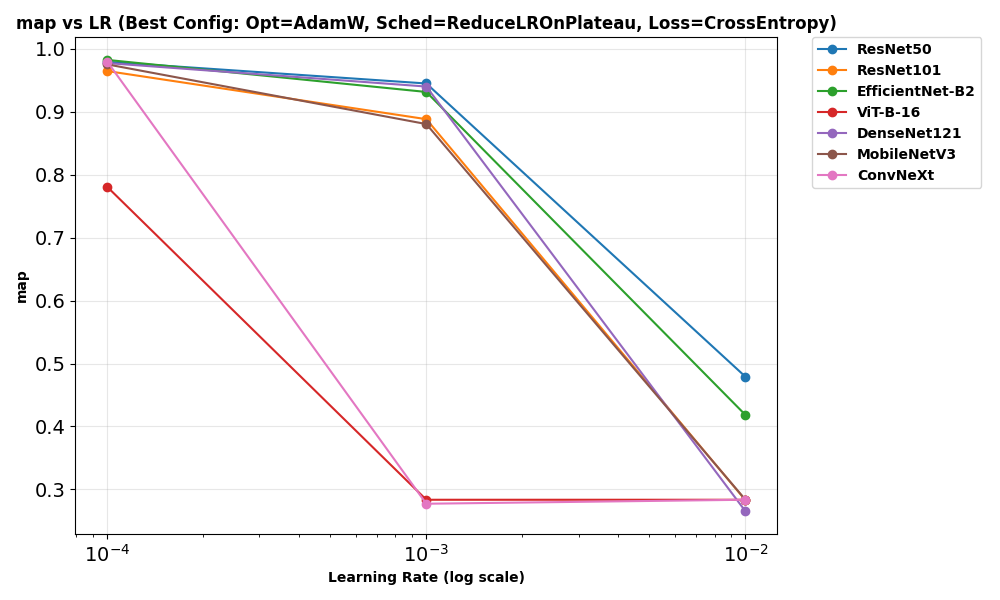 map vs LR (Best Config: Opt=AdamW, Sched=ReduceLROnPlateau, Loss=CrossEntropy)
ResNet50
ResNet101
EfficientNet-B2
ViT-B-16
DenseNet121
MobileNetV3
ConvNeXt
map
1.0
0.9
0.8
0.7
0.6
0.5
0.4
0.3
10⁻⁴ 10⁻³ 10⁻²
Learning Rate (log scale)